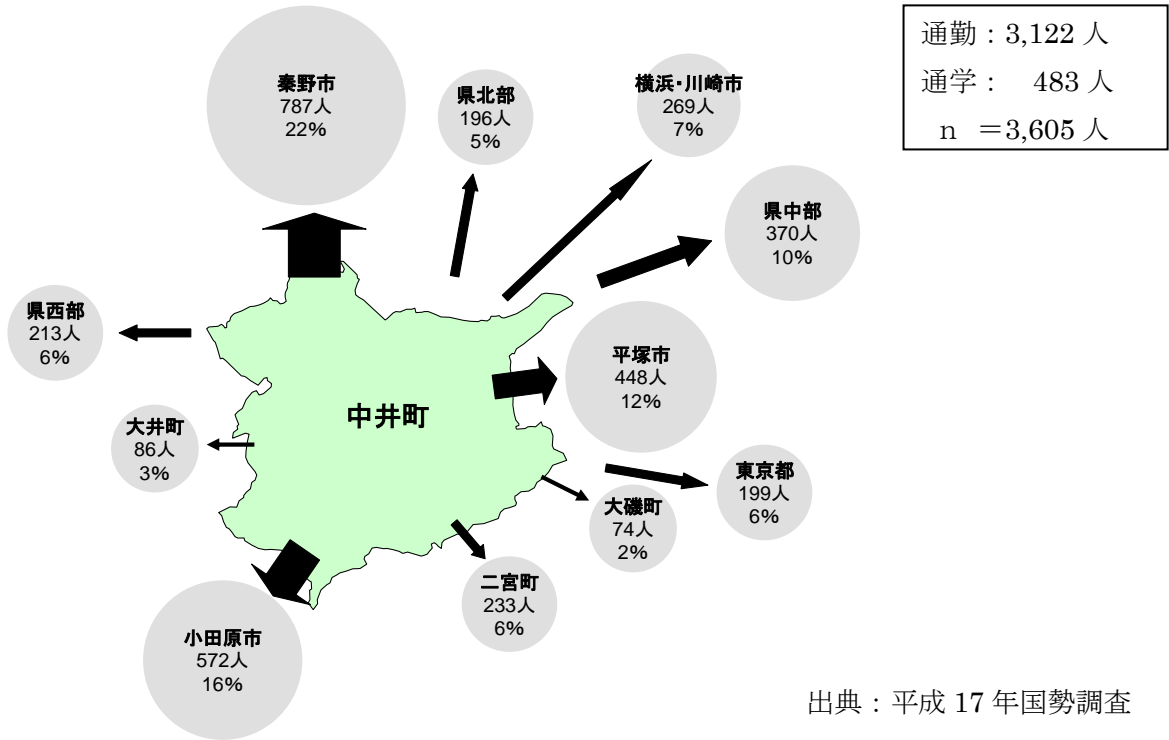 通勤：3,122 人
通学：　483 人
n ＝3,605 人
秦野市
787人
22%
県北部
196人
5%
横浜・川崎市
269人
7%
県中部
370人
10%
県西部
213人
6%
平塚市
448人
12%
中井町
大井町
86人
3%
東京都
199人
6%
大磯町
74人
2%
二宮町
233人
6%
小田原市
572人
16%
出典：平成 17 年国勢調査